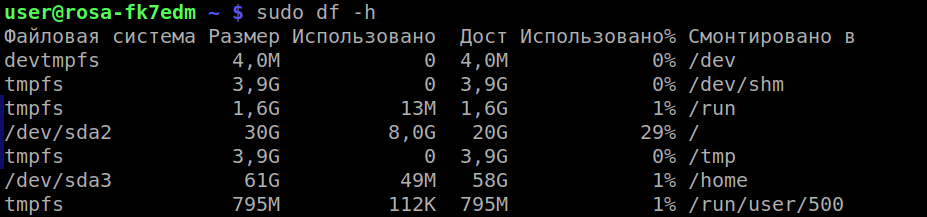 user@rosa-fk7edm ~ $ sudo df -h
Файловая система Размер Использовано  Дост Использовано% Смонтировано в
devtmpfs           4,0M            0  4,0M            0% /dev
tmpfs              3,9G            0  3,9G            0% /dev/shm
tmpfs              1,6G          13M  1,6G            1% /run
/dev/sda2           30G         8,0G   20G           29% /
tmpfs              3,9G            0  3,9G            0% /tmp
/dev/sda3           61G          49M   58G            1% /home
tmpfs              795M         112K  795M            1% /run/user/500